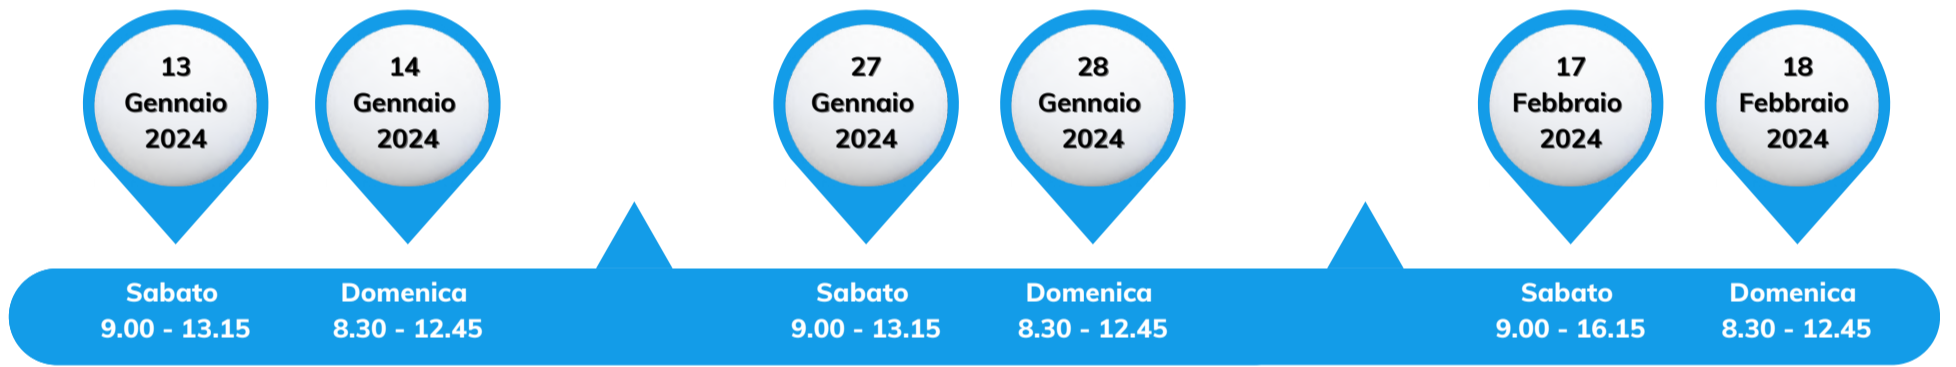 13
Gennaio
2024
14
Gennaio
2024
27
Gennaio
2024
28
Gennaio
2024
17
Febbraio
2024
18
Febbraio
2024
Sabato
9.00 - 13.15
Domenica
8.30 - 12.45
Sabato
9.00 - 13.15
Domenica
8.30 - 12.45
Sabato
9.00 - 16.15
Domenica
8.30 - 12.45